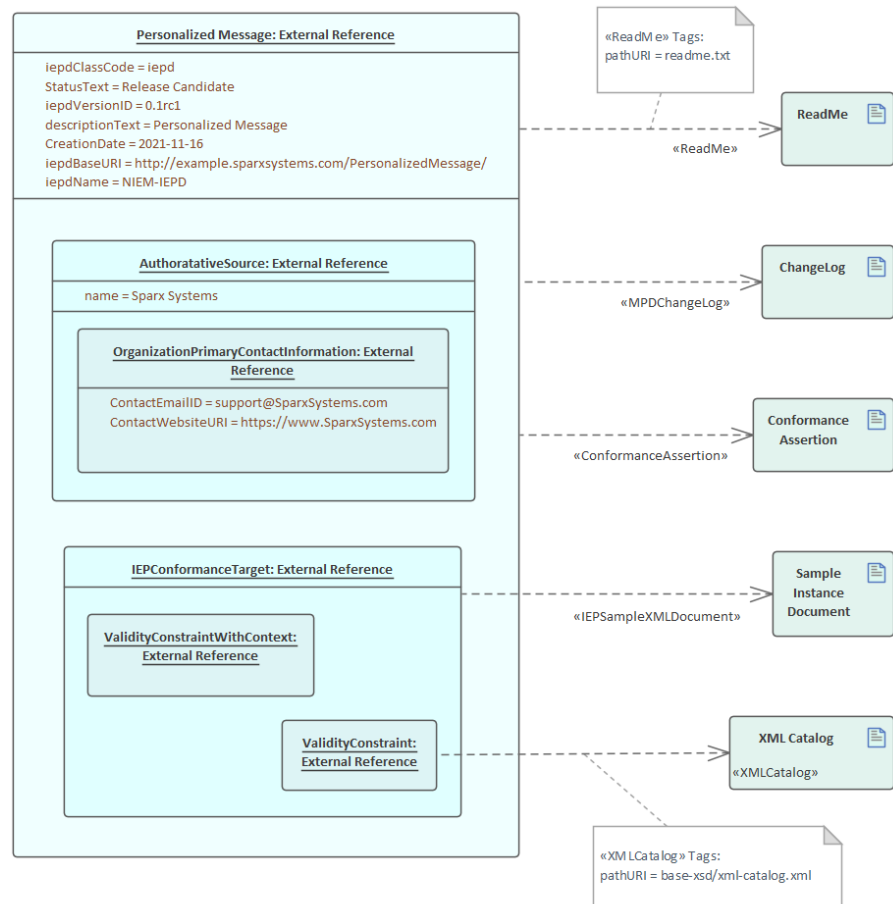 Personalized Message: External Reference
iepdClassCode = iepd
StatusText = Release Candidate
iepdVersionID = 0.1rc1
descriptionText = Personalized Message
CreationDate = 2021-11-16
iepdBaseURI = http://example.sparxsystems.com/PersonalizedMessage/
iepdName = NIEM-IEPD
«ReadMe» Tags:
pathURI = readme.txt
ReadMe
«ReadMe»
AuthoratativeSource: External Reference
name = Sparx Systems
OrganizationPrimaryContactInformation: External
Reference
ContactEmailID = support@SparxSystems.com
ContactWebsiteURI = https://www.SparxSystems.com
ChangeLog
«MPDChangeLog»
Conformance
Assertion
«ConformanceAssertion»
IEPConformanceTarget: External Reference
ValidityConstraintWithContext:
External Reference
ValidityConstraint:
External Reference
Sample
Instance
Document
«IEPSampleXMLDocument»
XML Catalog
«XMLCatalog»
«XMLCatalog» Tags:
pathURI = base-xsd/xml-catalog.xml